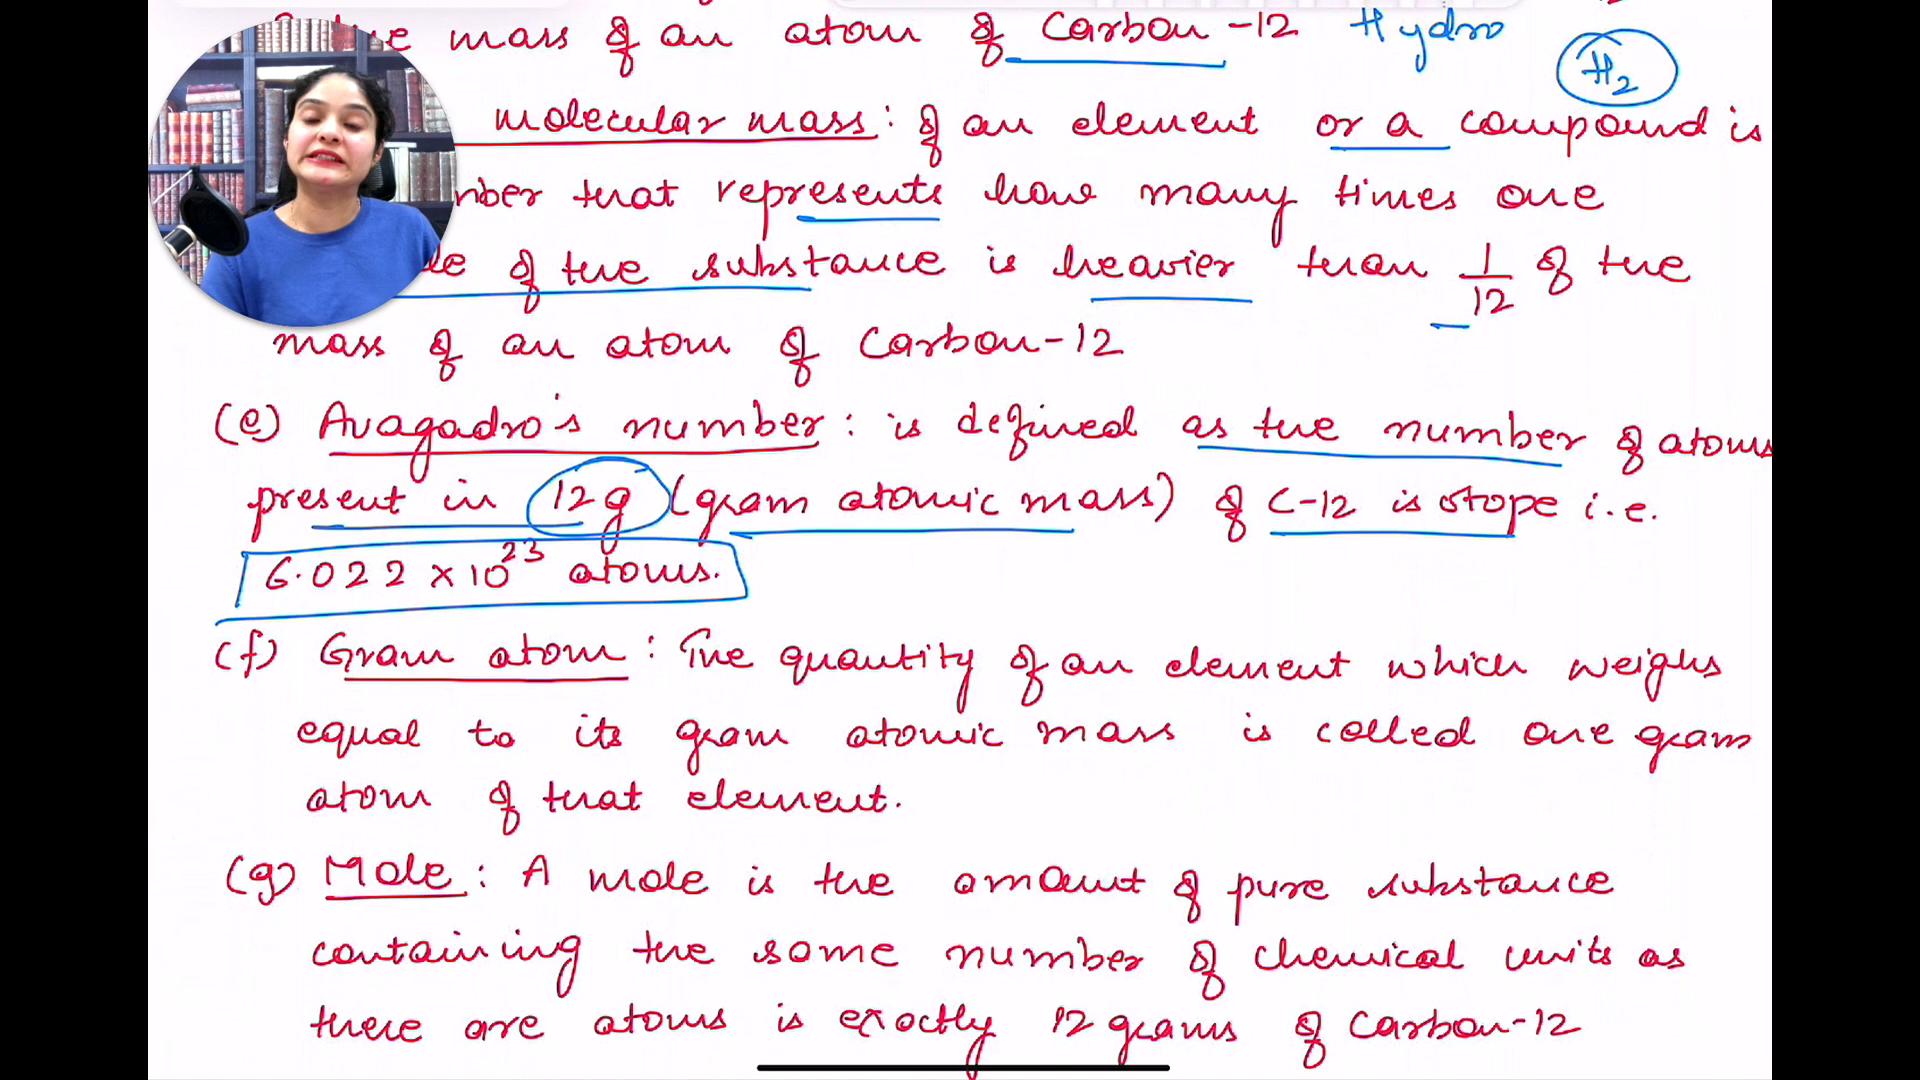 mass of an atom of Carbon-12 Hydro
H2
molecular mass: of an element or a compound is
that represents how many times one
of the substance is heavier than 1/12 of the
mass of an atom of Carbon-12
(e) Avagadro's number: is defined as the number of atoms
present in 12g (gram atomic mass) of C-12 isotope i.e.
6.022 x 10^23 atoms.
(f) Gram atom: The quantity of an element which weighs
equal to its gram atomic mass is called one gram
atom of that element.
(g) Mole: A mole is the amount of pure substance
containing the same number of chemical units as
there are atoms is exactly 12 grams of Carbon-12